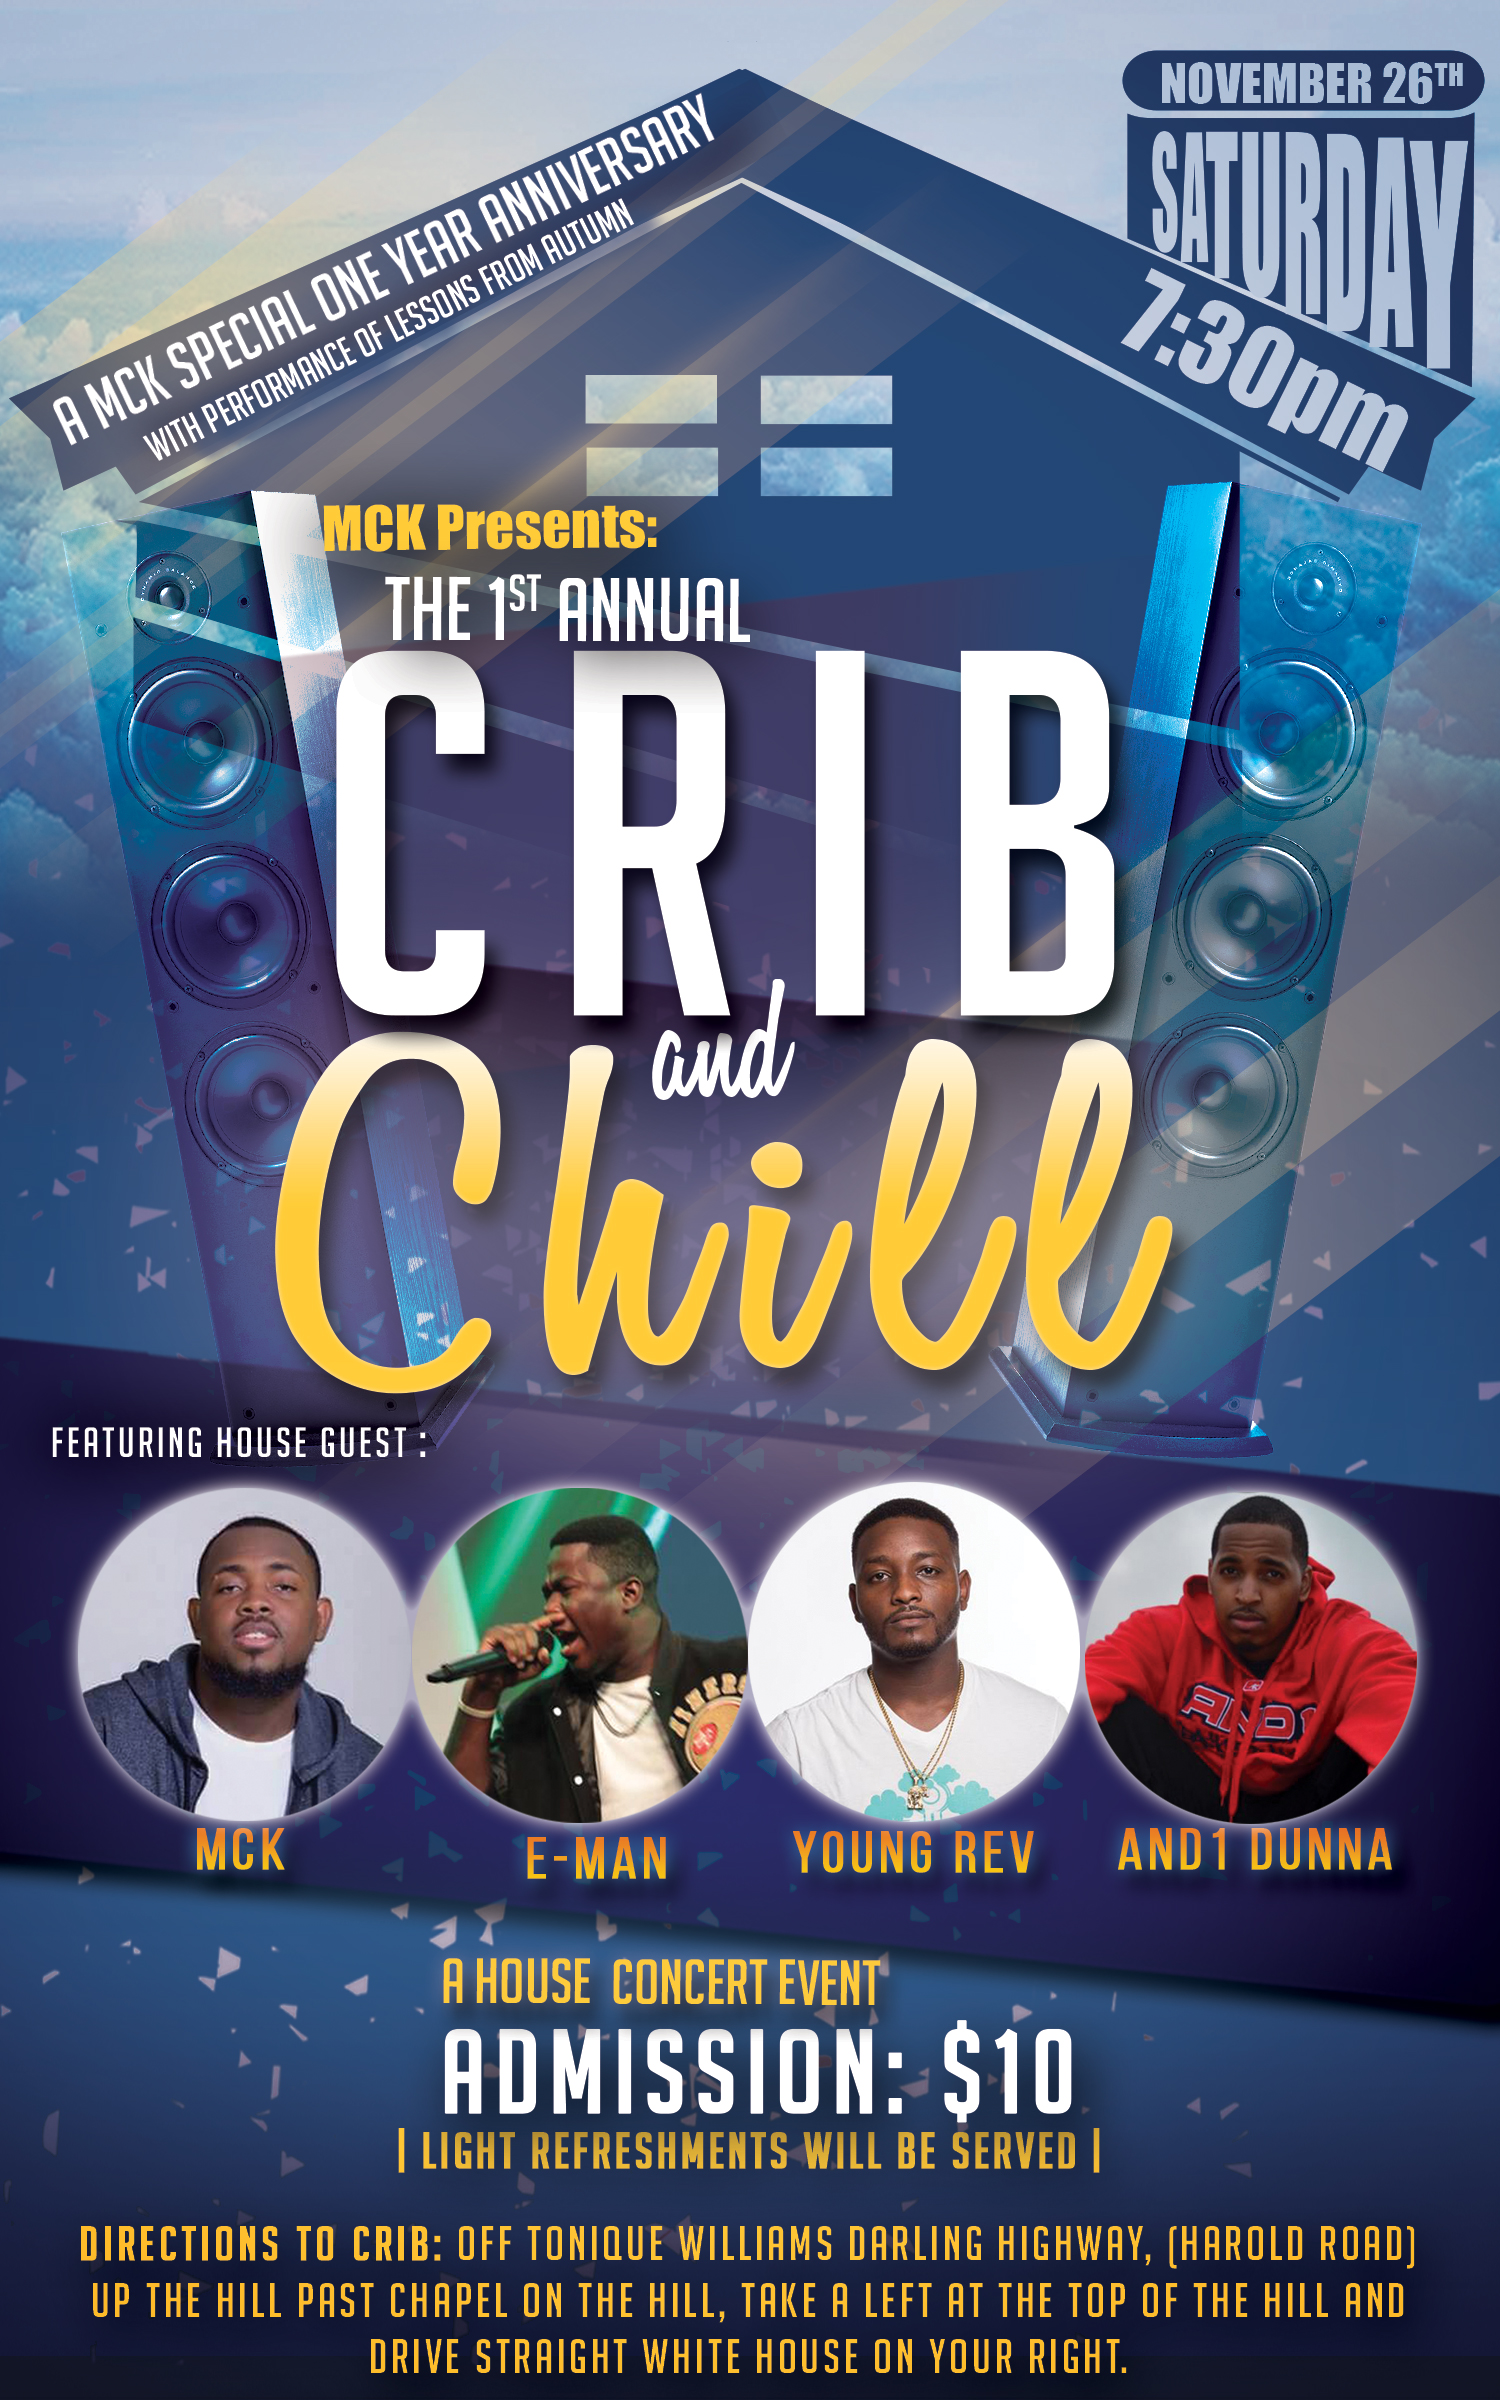 NOVEMBER 26TH
SATURDAY
7:30pm
A MCK SPECIAL ONE YEAR ANNIVERSARY
WITH PERFORMANCE OF LESSONS FROM AUTUMN
MCK Presents:
THE 1ST ANNUAL
CRIB
and
Chill
FEATURING HOUSE GUEST :
MCK
E-MAN
YOUNG REV
AND1 DUNNA
A HOUSE CONCERT EVENT
ADMISSION: $10
| LIGHT REFRESHMENTS WILL BE SERVED |
DIRECTIONS TO CRIB: OFF TONIQUE WILLIAMS DARLING HIGHWAY, (HAROLD ROAD)
UP THE HILL PAST CHAPEL ON THE HILL, TAKE A LEFT AT THE TOP OF THE HILL AND
DRIVE STRAIGHT WHITE HOUSE ON YOUR RIGHT.